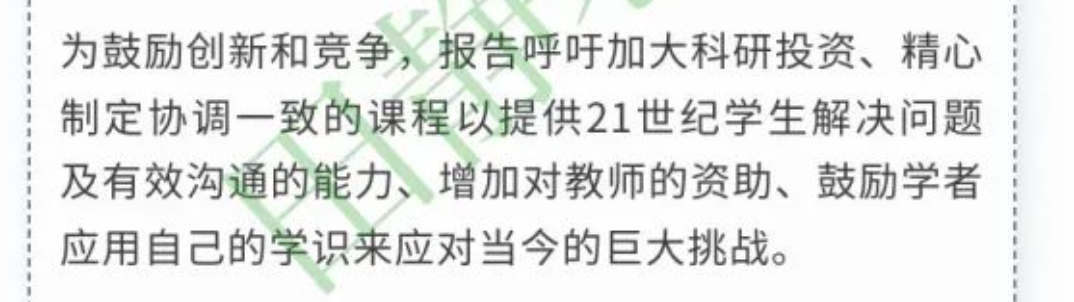 为鼓励创新和竞争，报告呼吁加大科研投资、精心
制定协调一致的课程以提供21世纪学生解决问题
及有效沟通的能力、增加对教师的资助、鼓励学者
应用自己的学识来应对当今的巨大挑战。